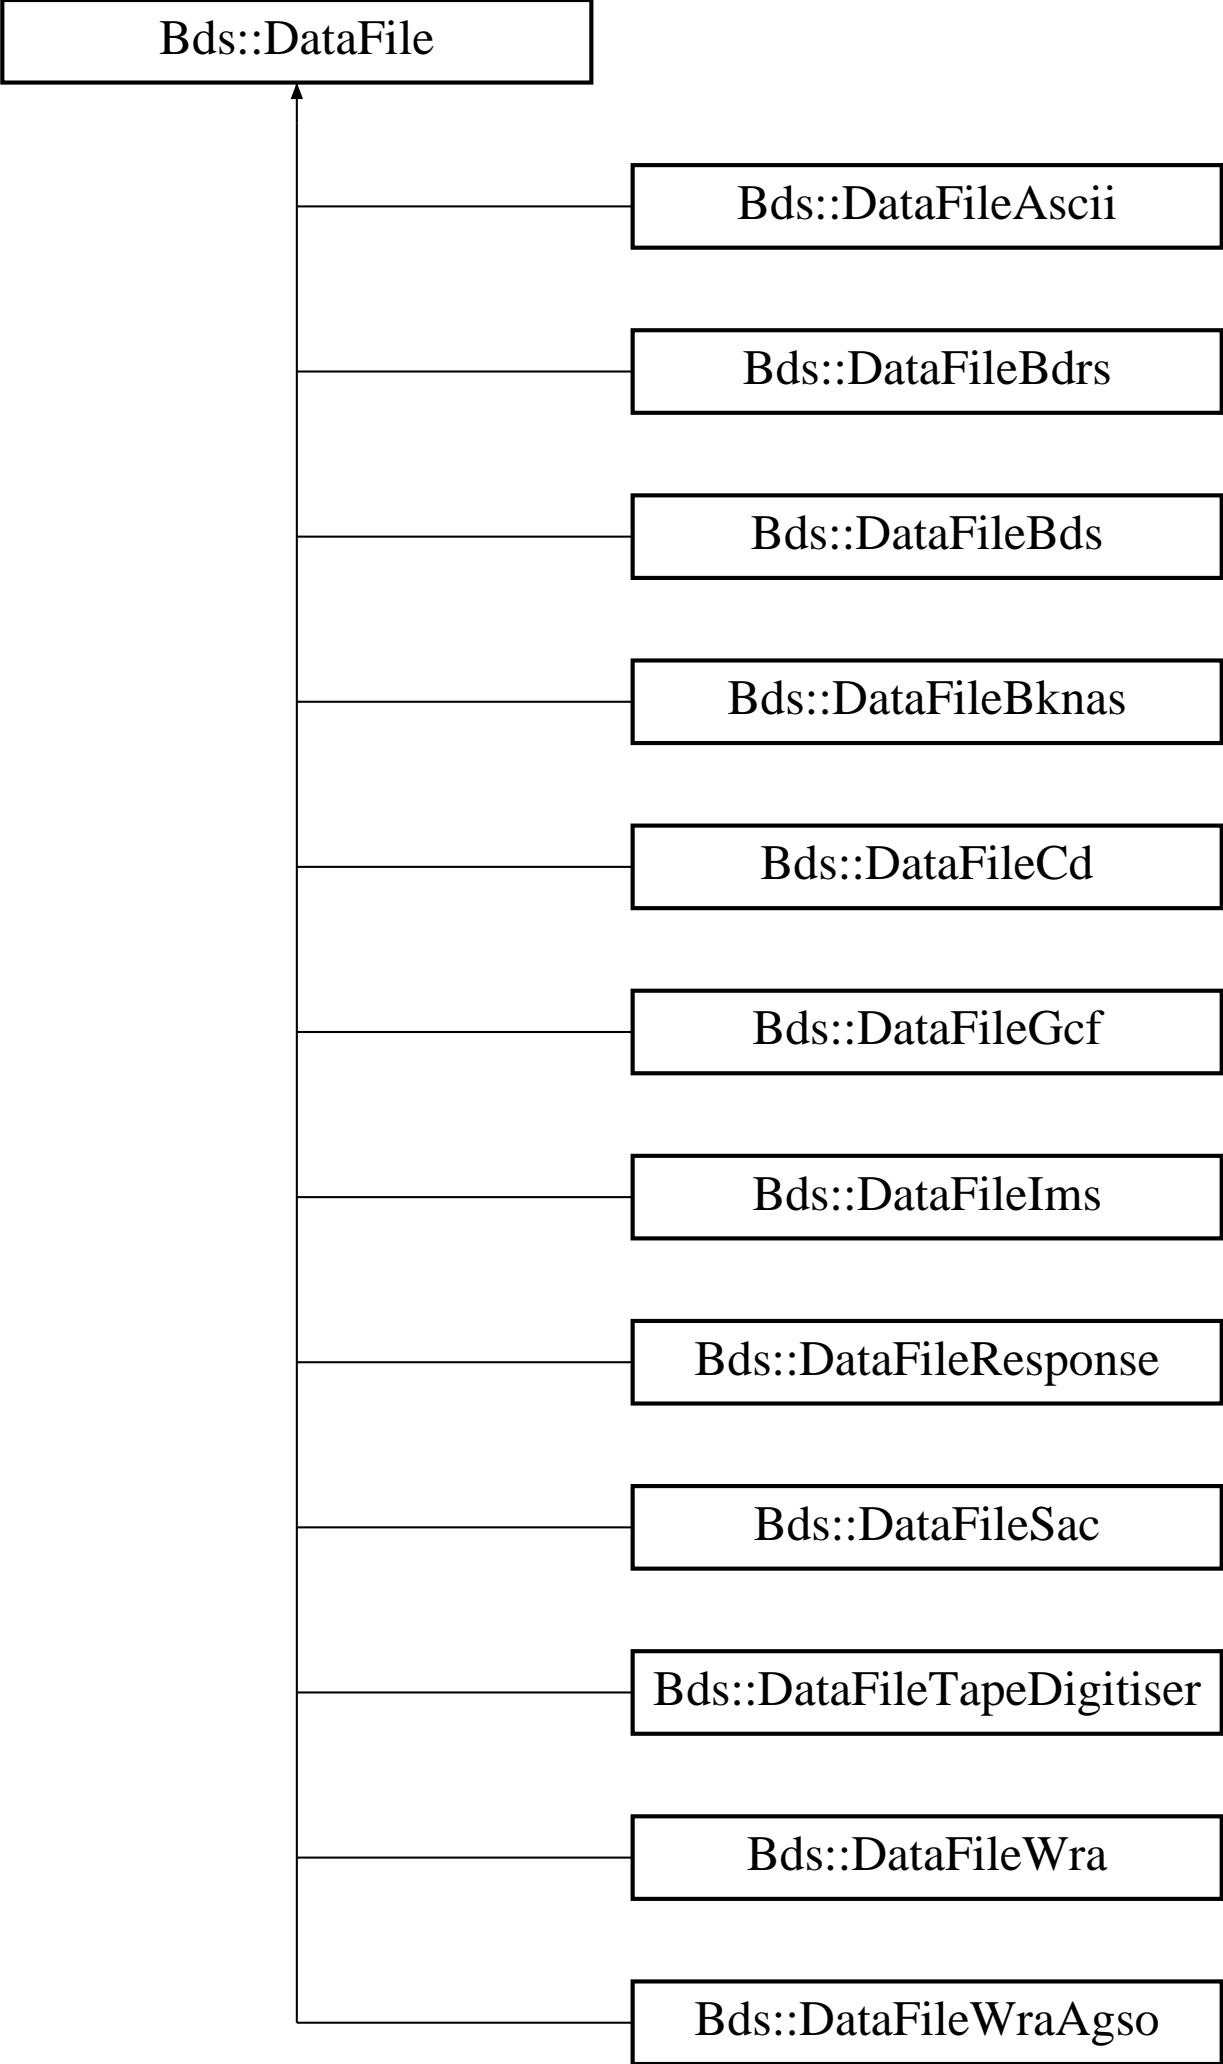 Bds::DataFile
Bds::DataFileAscii
Bds::DataFileBdrs
Bds::DataFileBds
Bds::DataFileBknas
Bds::DataFileCd
Bds::DataFileGcf
Bds::DataFileIms
Bds::DataFileResponse
Bds::DataFileSac
Bds::DataFileTapeDigitiser
Bds::DataFileWra
Bds::DataFileWraAgso